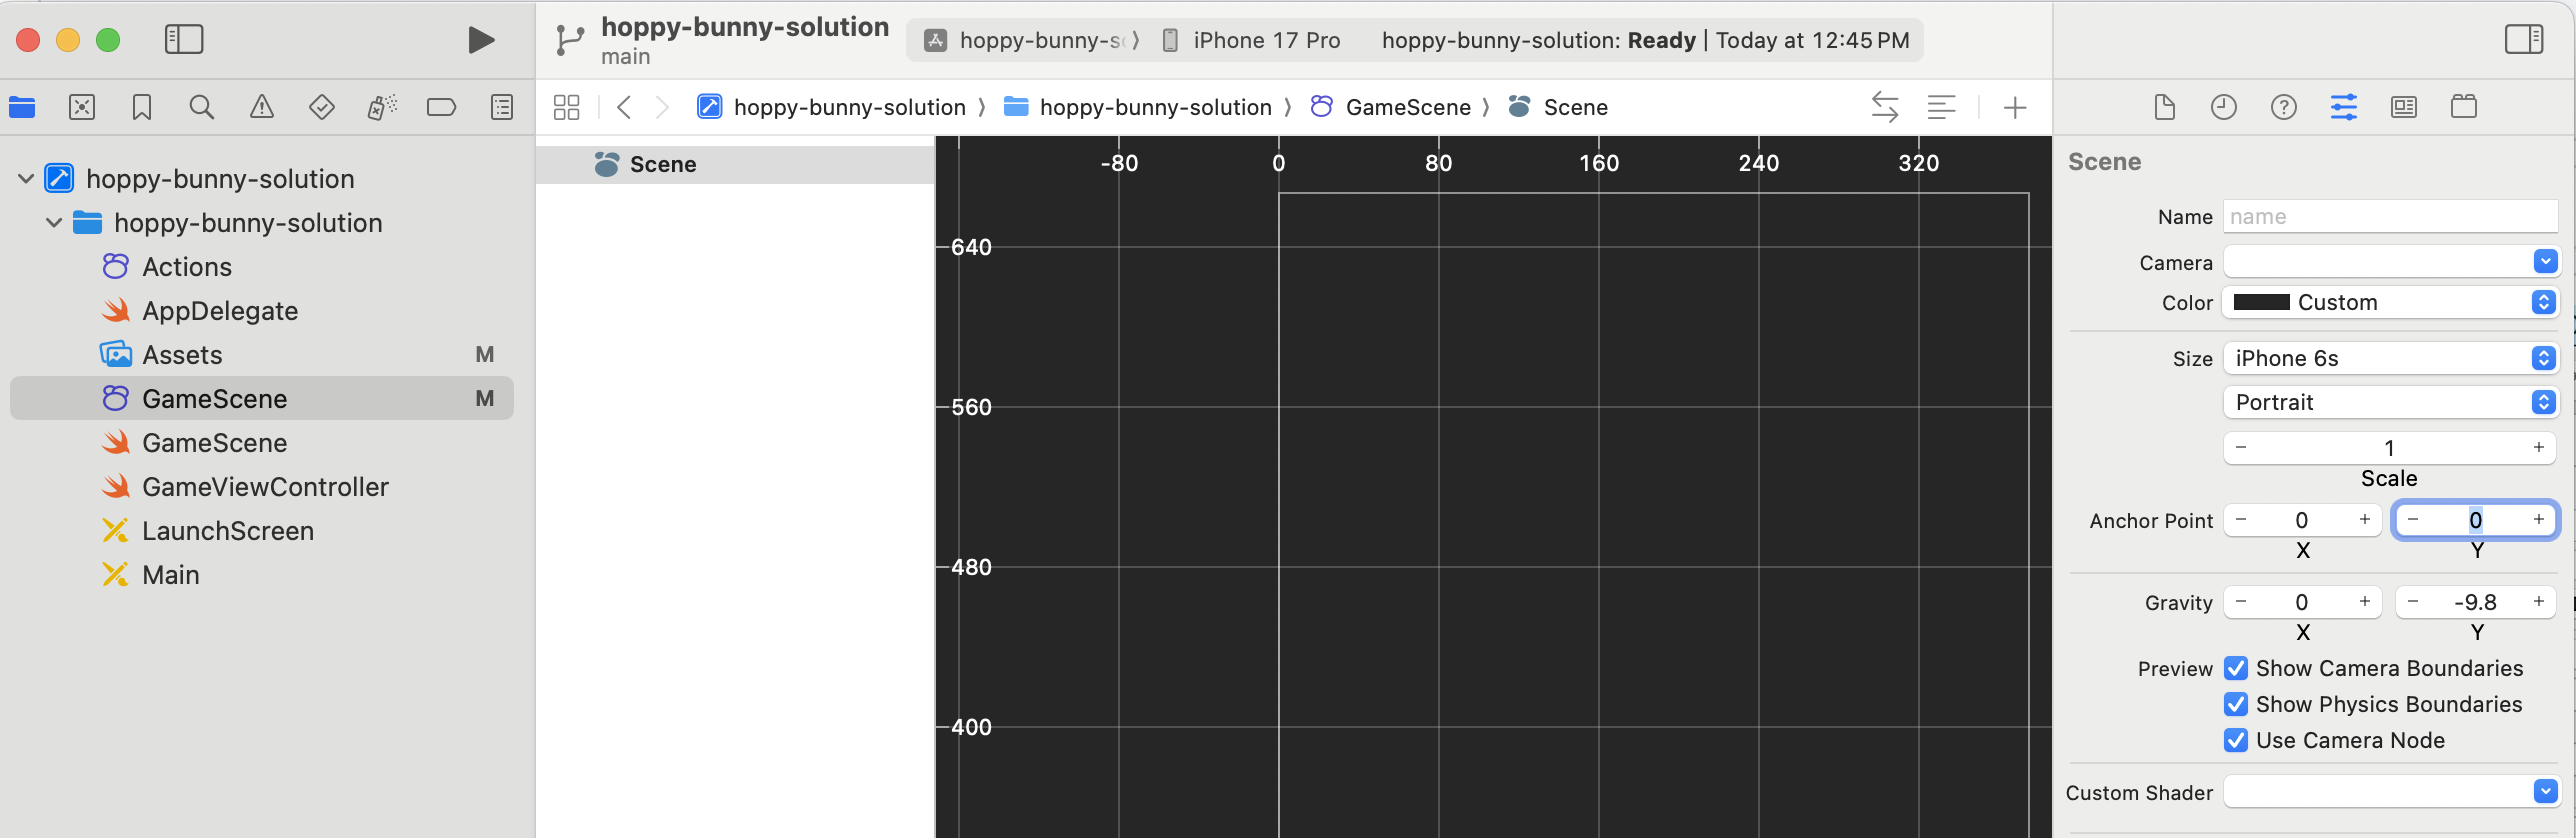 hoppy-bunny-solution
main
hoppy-bunny-s
iPhone 17 Pro
hoppy-bunny-solution: Ready | Today at 12:45 PM
hoppy-bunny-solution
hoppy-bunny-solution
Actions
AppDelegate
Assets M
GameScene M
GameScene
GameViewController
LaunchScreen
Main
hoppy-bunny-solution 〉 hoppy-bunny-solution 〉 GameScene 〉 Scene
Scene
-80 0 80 160 240 320
640
560
480
400
Scene
Name name
Camera
Color Custom
Size iPhone 6s
Portrait
− 1 +
Scale
Anchor Point − 0 + − 0 +
X Y
Gravity − 0 + − -9.8 +
X Y
Preview Show Camera Boundaries
Show Physics Boundaries
Use Camera Node
Custom Shader